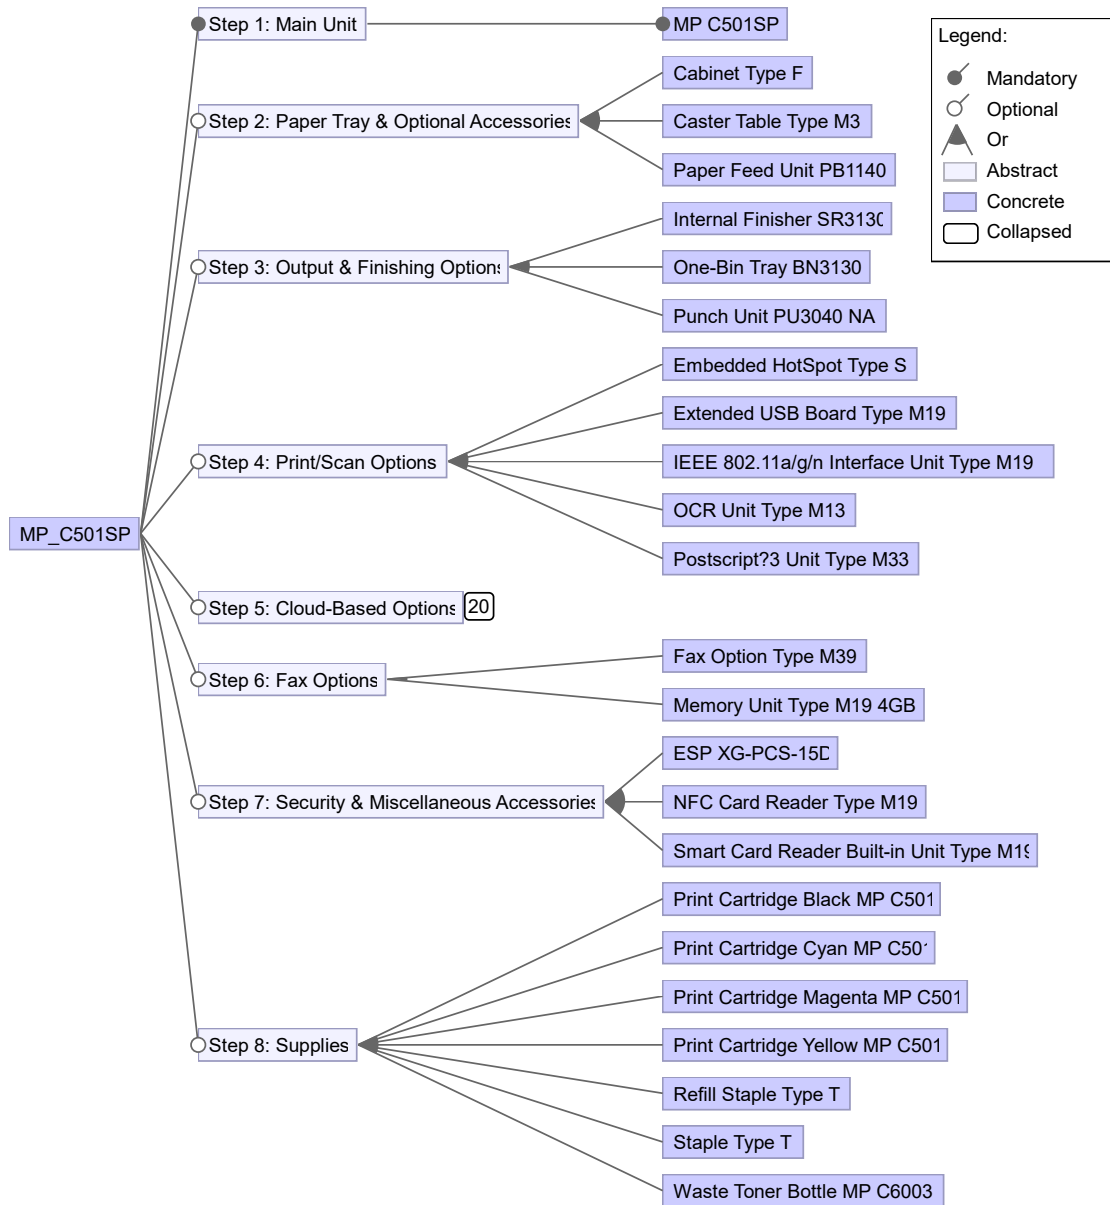 Step 1: Main Unit
MP C501SP
Legend:
Mandatory
Optional
Or
Abstract
Concrete
Collapsed
Cabinet Type F
Step 2: Paper Tray & Optional Accessories
Caster Table Type M3
Paper Feed Unit PB1140
Internal Finisher SR3130
Step 3: Output & Finishing Options
One-Bin Tray BN3130
Punch Unit PU3040 NA
Embedded HotSpot Type S
Extended USB Board Type M19
Step 4: Print/Scan Options
IEEE 802.11a/g/n Interface Unit Type M19
OCR Unit Type M13
MP_C501SP
Postscript?3 Unit Type M33
Step 5: Cloud-Based Options
20
Fax Option Type M39
Step 6: Fax Options
Memory Unit Type M19 4GB
ESP XG-PCS-15D
Step 7: Security & Miscellaneous Accessories
NFC Card Reader Type M19
Smart Card Reader Built-in Unit Type M19
Print Cartridge Black MP C501
Print Cartridge Cyan MP C501
Print Cartridge Magenta MP C501
Step 8: Supplies
Print Cartridge Yellow MP C501
Refill Staple Type T
Staple Type T
Waste Toner Bottle MP C6003